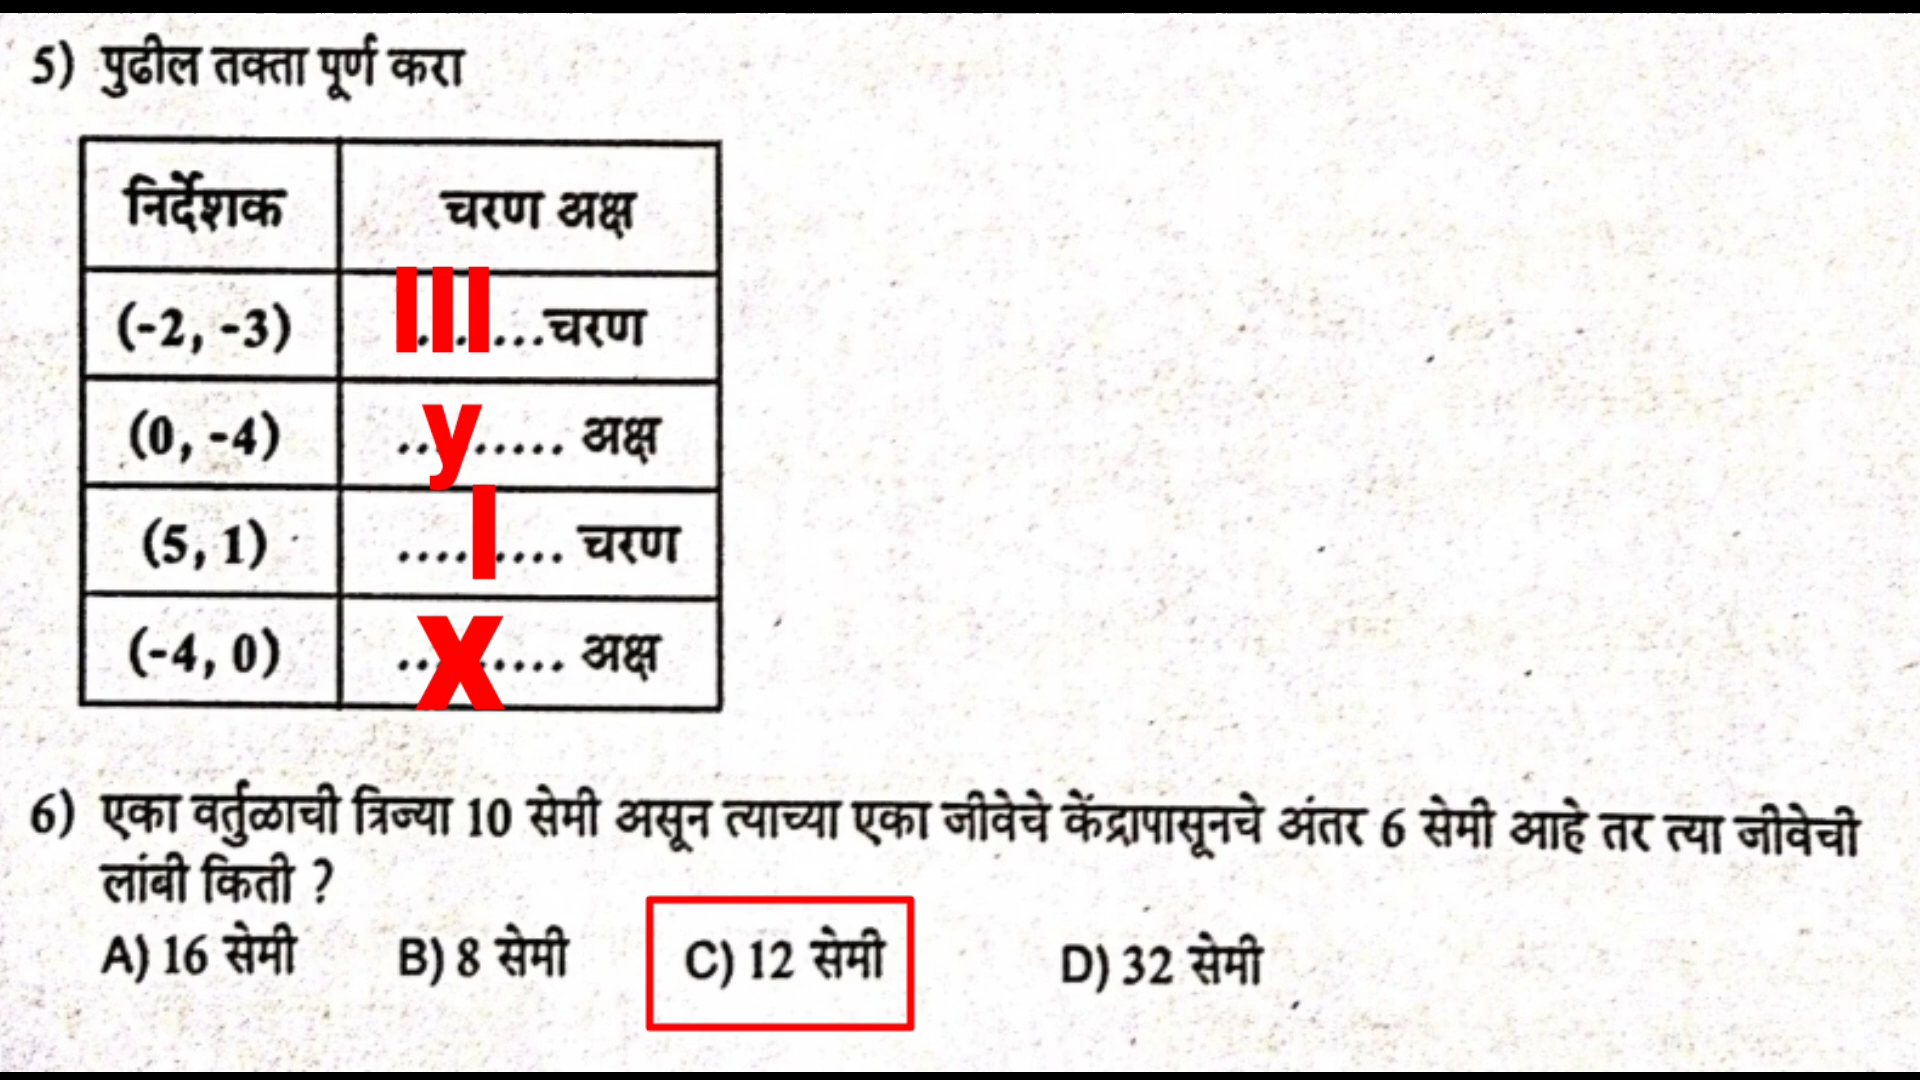 5) पुढील तक्ता पूर्ण करा
निर्देशक चरण अक्ष
(-2, -3) III ........चरण
(0, -4) y ......... अक्ष
(5, 1) I ......... चरण
(-4, 0) x ......... अक्ष
6) एका वर्तुळाची त्रिज्या 10 सेमी असून त्याच्या एका जीवेचे केंद्रापासूनचे अंतर 6 सेमी आहे तर त्या जीवेची
लांबी किती ?
A) 16 सेमी B) 8 सेमी C) 12 सेमी D) 32 सेमी